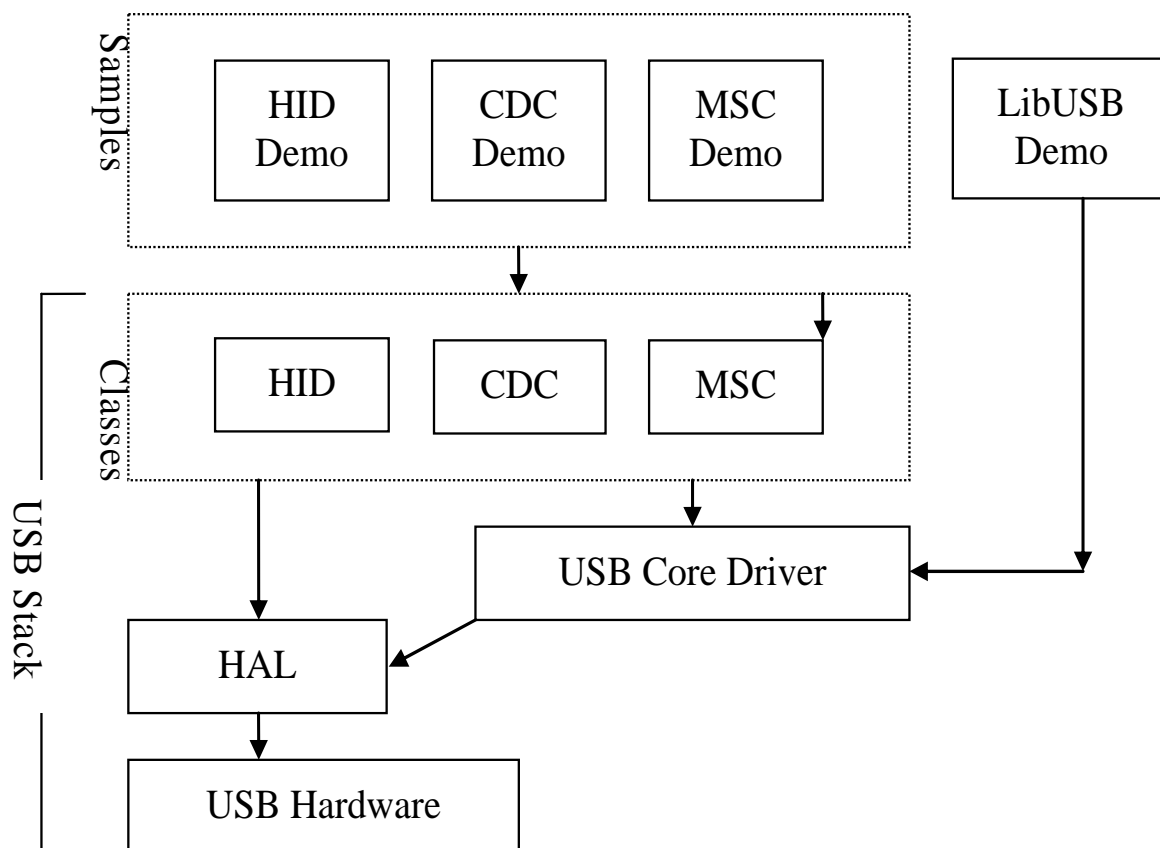 Samples
HID
Demo
CDC
Demo
MSC
Demo
LibUSB
Demo
Classes
HID
CDC
MSC
USB Stack
USB Core Driver
HAL
USB Hardware